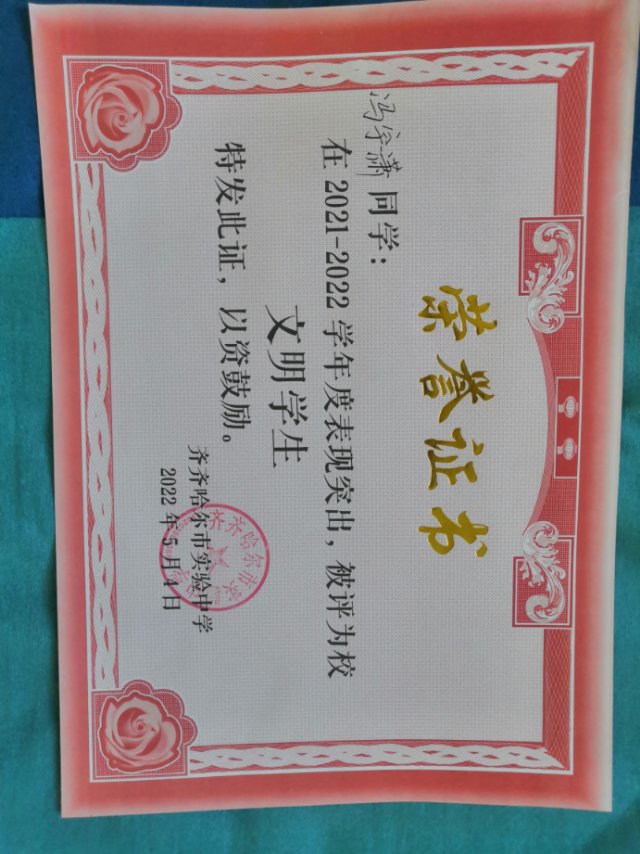 荣誉证书
冯宇潇 同学：
在 2021-2022 学年度表现突出，被评为校
文明学生
特发此证，以资鼓励。
齐齐哈尔市实验中学
2022 年 5 月 4 日